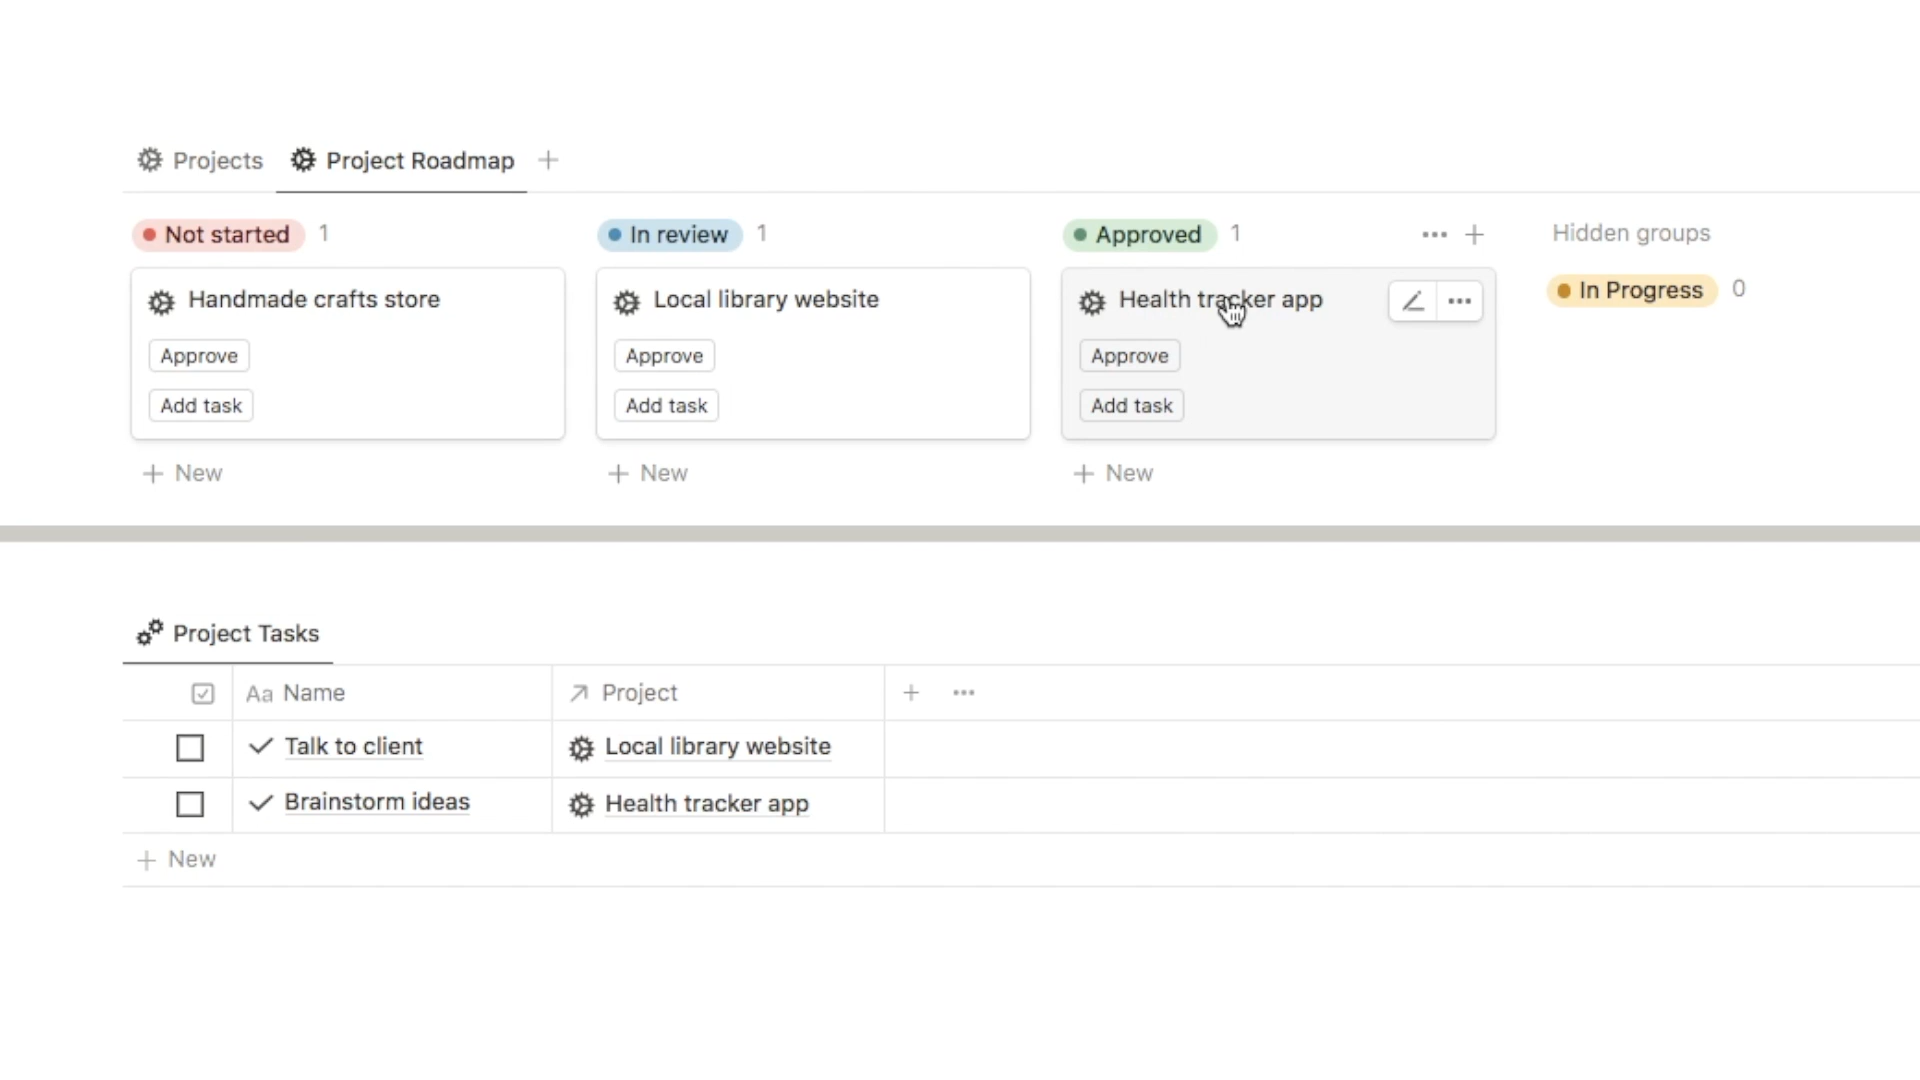 Projects Project Roadmap
Not started 1 In review 1 Approved 1 Hidden groups
Handmade crafts store Local library website Health tracker app In Progress 0
Approve Approve Approve
Add task Add task Add task
New New New
Project Tasks
Aa Name Project
Talk to client Local library website
Brainstorm ideas Health tracker app
New